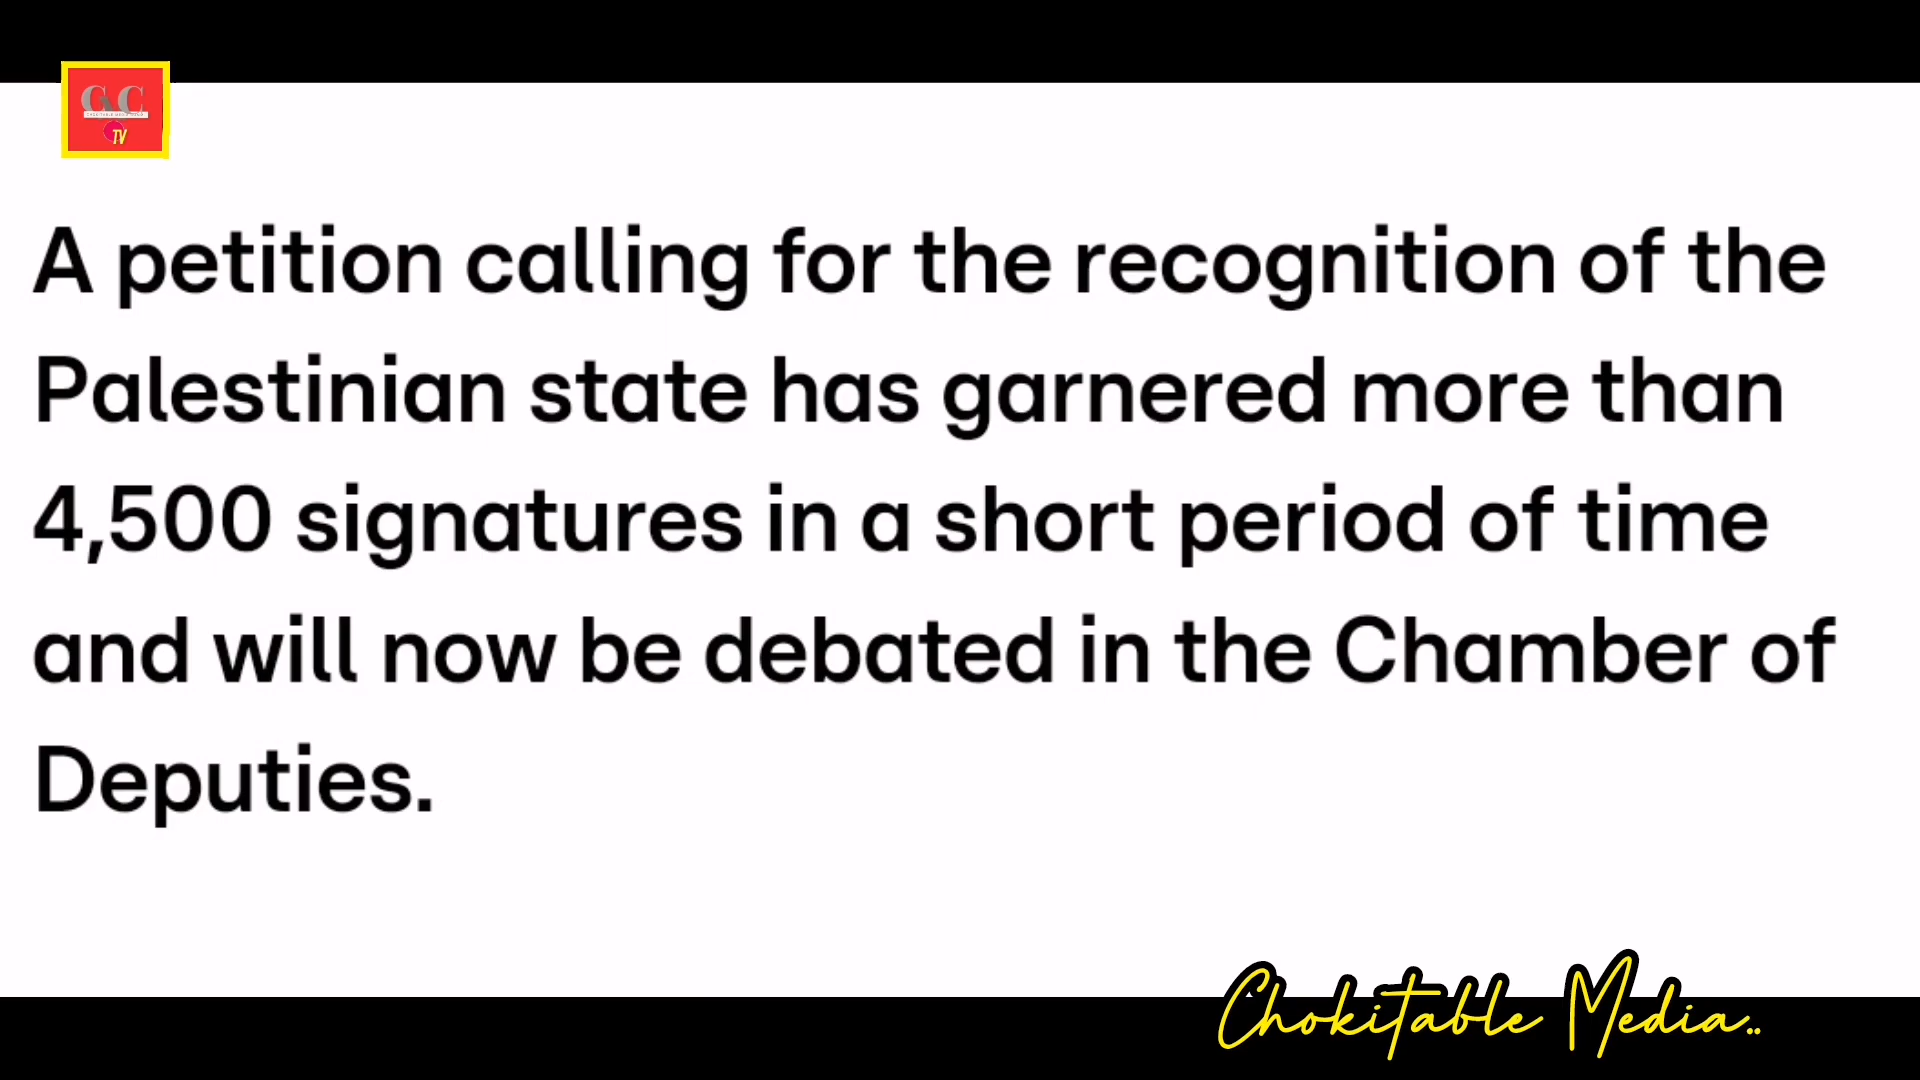 TV
A petition calling for the recognition of the
Palestinian state has garnered more than
4,500 signatures in a short period of time
and will now be debated in the Chamber of
Deputies.
Chokitable Media..